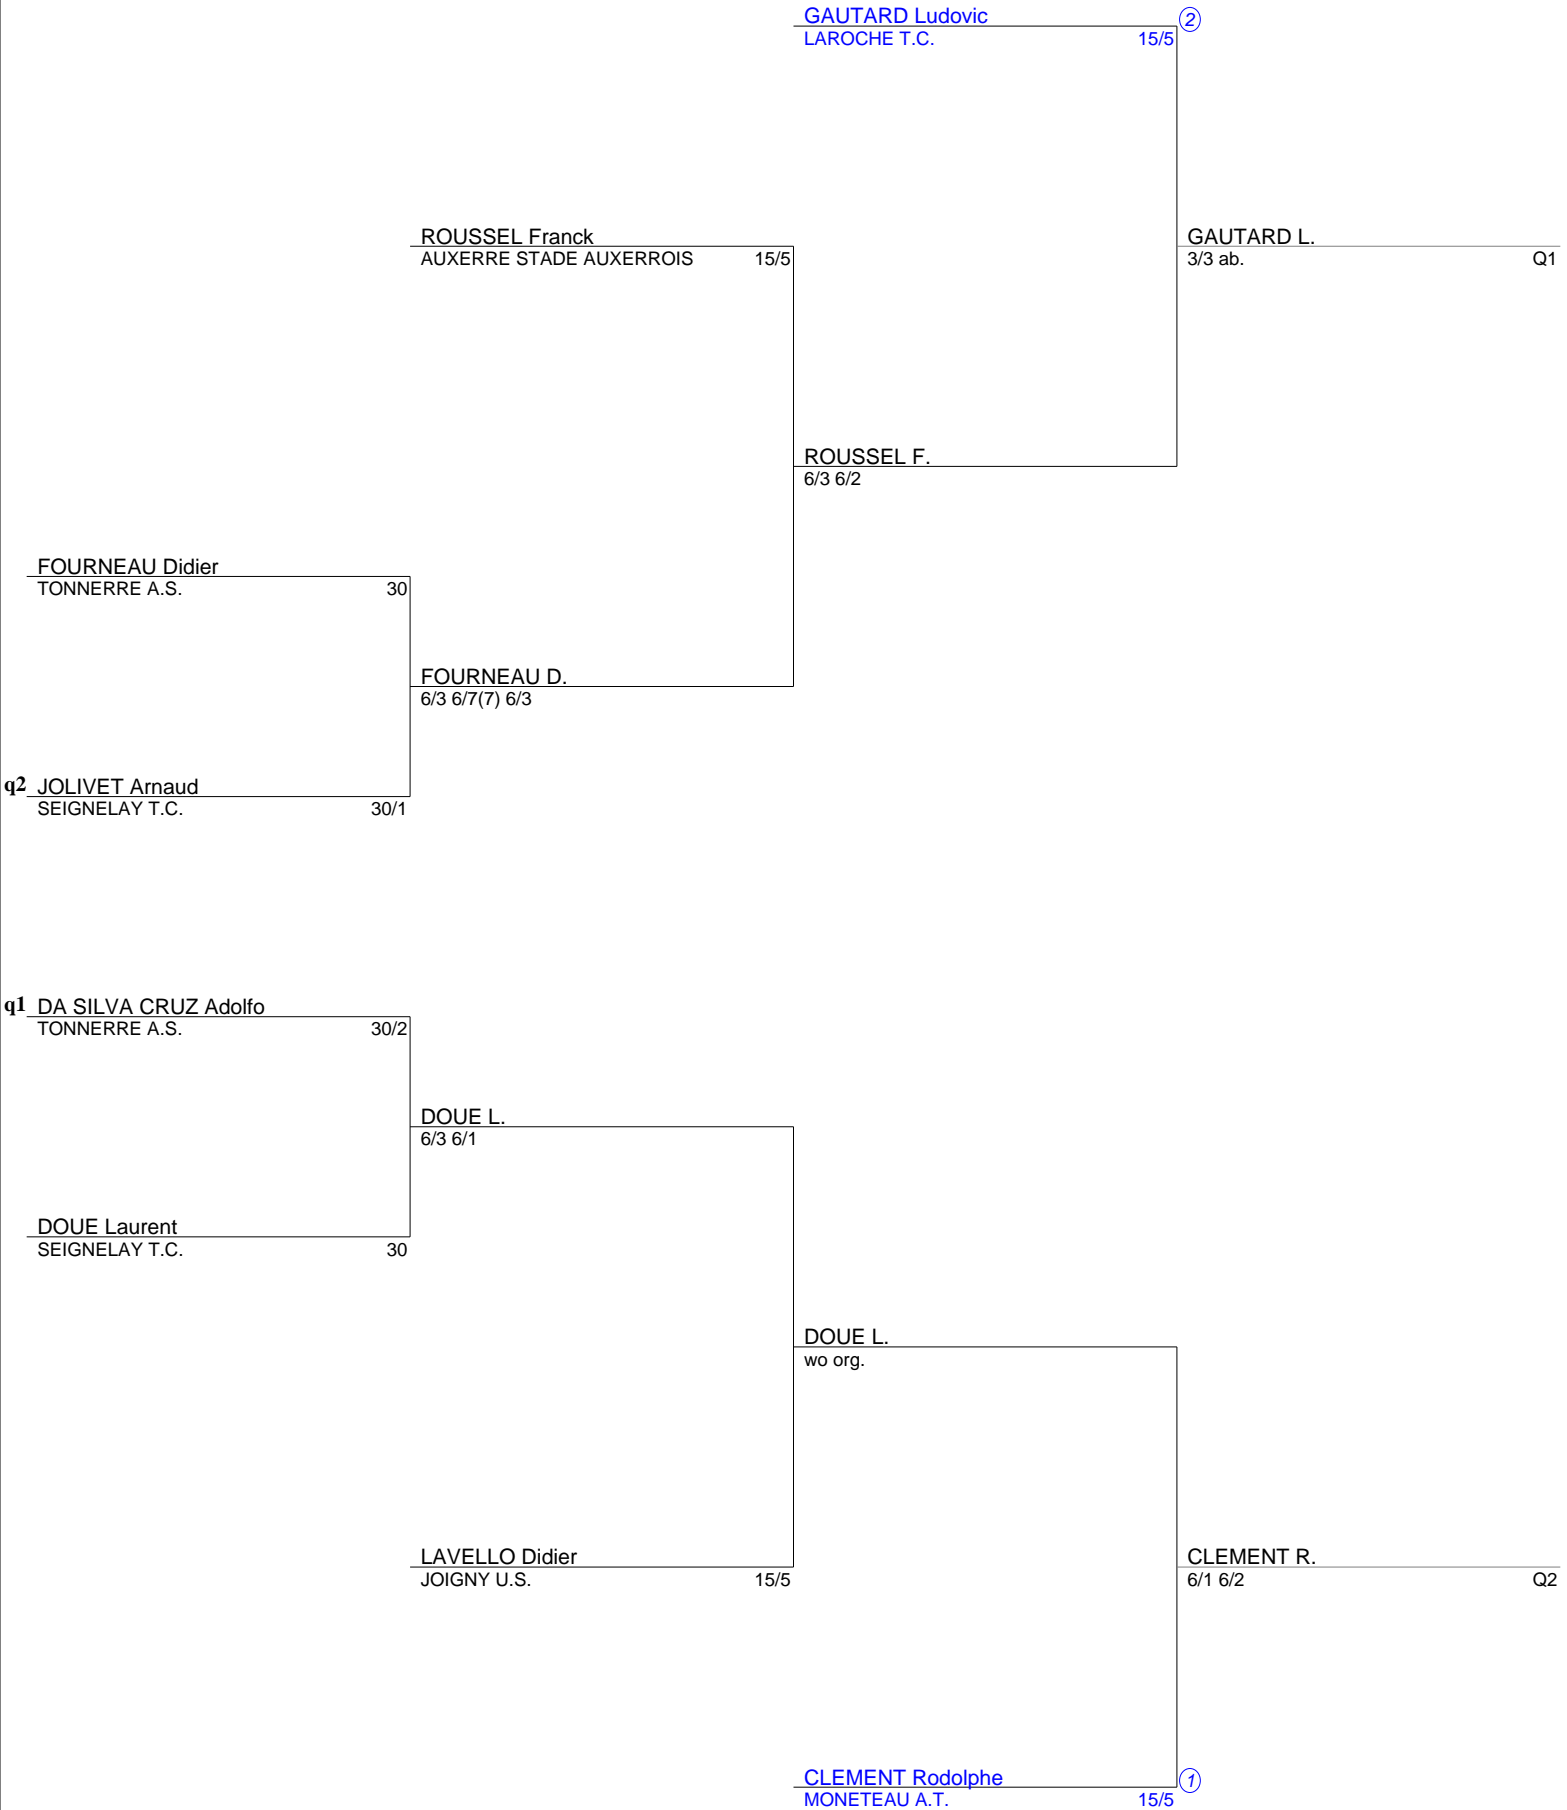 GAUTARD Ludovic
2
LAROCHE T.C. 15/5
ROUSSEL Franck
AUXERRE STADE AUXERROIS 15/5
GAUTARD L.
3/3 ab. Q1
ROUSSEL F.
6/3 6/2
FOURNEAU Didier
TONNERRE A.S. 30
FOURNEAU D.
6/3 6/7(7) 6/3
q2 JOLIVET Arnaud
SEIGNELAY T.C. 30/1
q1 DA SILVA CRUZ Adolfo
TONNERRE A.S. 30/2
DOUE L.
6/3 6/1
DOUE Laurent
SEIGNELAY T.C. 30
DOUE L.
wo org.
LAVELLO Didier
JOIGNY U.S. 15/5
CLEMENT R.
6/1 6/2 Q2
CLEMENT Rodolphe
1
MONETEAU A.T. 15/5